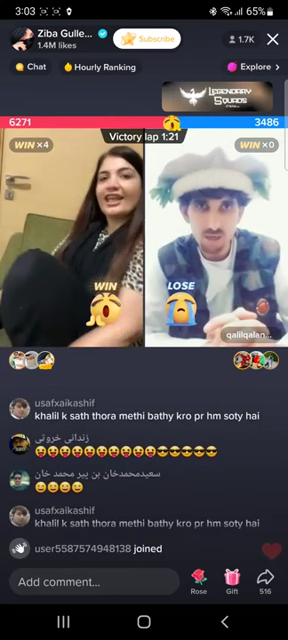 3:03
65%
Ziba Gulle...
1.4M likes
Subscribe
1.7K
Chat
Hourly Ranking
Explore >
LEGENDARY
SQUADS
6271
3486
WIN ×4
Victory lap 1:21
WIN ×0
WIN
LOSE
qalilqalan...
usafxaikashif
khalil k sath thora methi bathy kro pr hm soty hai
زندانی خروتی
سعیدمحمدخان بن پیر محمد خان
usafxaikashif
khalil k sath thora methi bathy kro pr hm soty hai
user5587574948138 joined
Add comment...
Rose
Gift
516